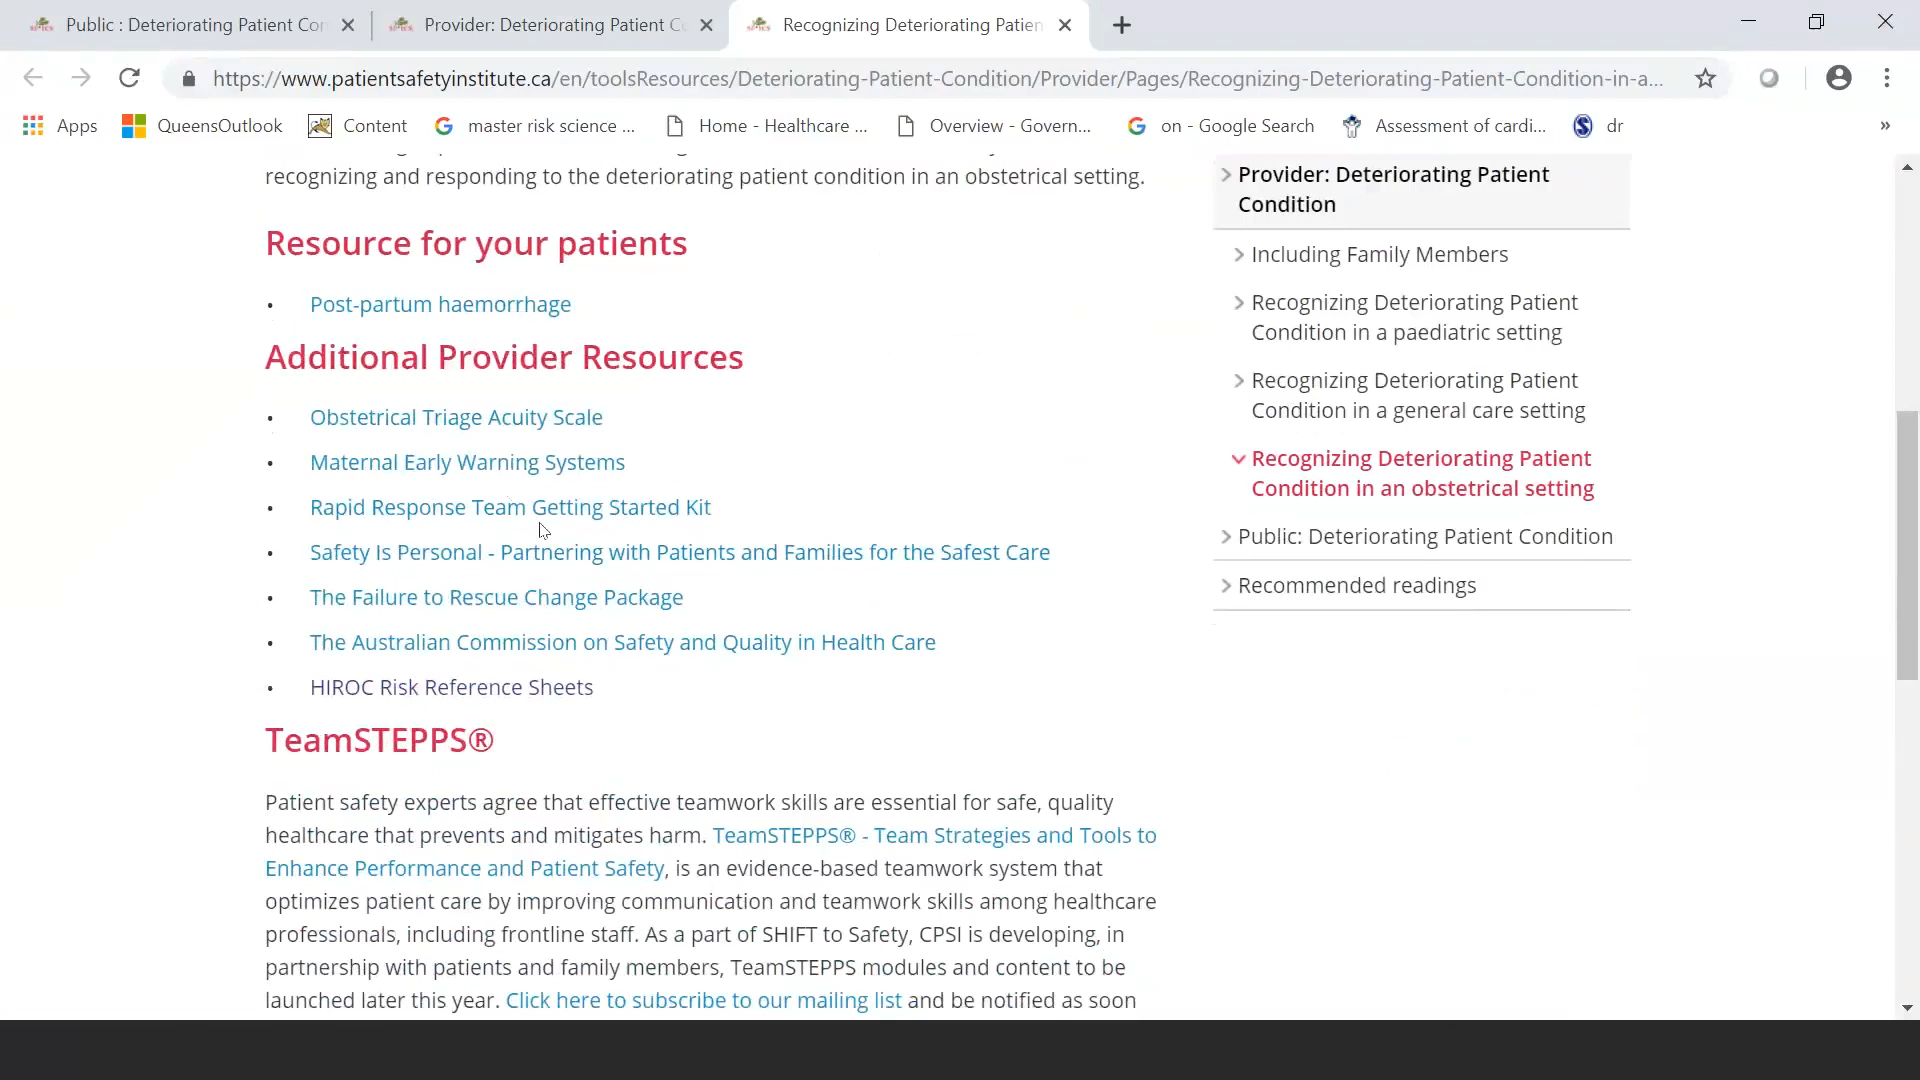 Public : Deteriorating Patient Con
Provider: Deteriorating Patient C
Recognizing Deteriorating Patien
https://www.patientsafetyinstitute.ca/en/toolsResources/Deteriorating-Patient-Condition/Provider/Pages/Recognizing-Deteriorating-Patient-Condition-in-a...
Apps
QueensOutlook
Content
master risk science ...
Home - Healthcare ...
Overview - Govern...
on - Google Search
Assessment of cardi...
dr
»
recognizing and responding to the deteriorating patient condition in an obstetrical setting.
Resource for your patients
• Post-partum haemorrhage
Additional Provider Resources
• Obstetrical Triage Acuity Scale
• Maternal Early Warning Systems
• Rapid Response Team Getting Started Kit
• Safety Is Personal - Partnering with Patients and Families for the Safest Care
• The Failure to Rescue Change Package
• The Australian Commission on Safety and Quality in Health Care
• HIROC Risk Reference Sheets
TeamSTEPPS®
Patient safety experts agree that effective teamwork skills are essential for safe, quality
healthcare that prevents and mitigates harm. TeamSTEPPS® - Team Strategies and Tools to
Enhance Performance and Patient Safety, is an evidence-based teamwork system that
optimizes patient care by improving communication and teamwork skills among healthcare
professionals, including frontline staff. As a part of SHIFT to Safety, CPSI is developing, in
partnership with patients and family members, TeamSTEPPS modules and content to be
launched later this year. Click here to subscribe to our mailing list and be notified as soon
Provider: Deteriorating Patient
Condition
Including Family Members
Recognizing Deteriorating Patient
Condition in a paediatric setting
Recognizing Deteriorating Patient
Condition in a general care setting
Recognizing Deteriorating Patient
Condition in an obstetrical setting
Public: Deteriorating Patient Condition
Recommended readings